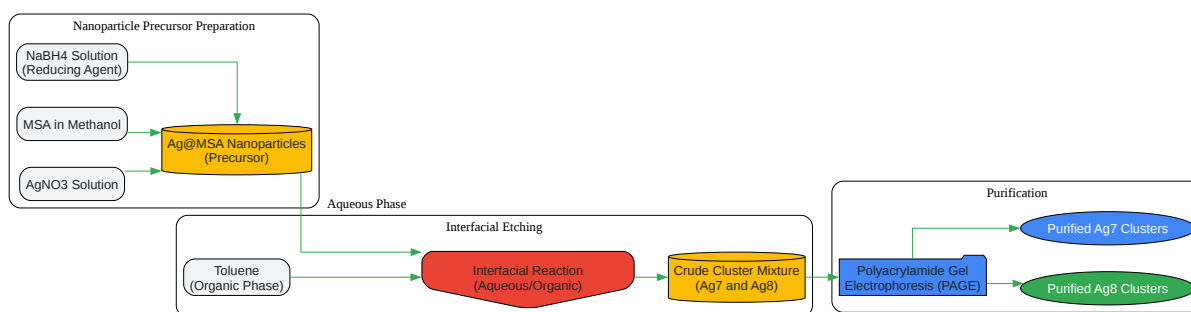 Nanoparticle Precursor Preparation
NaBH4 Solution
(Reducing Agent)
MSA in Methanol
AgNO3 Solution
Ag@MSA Nanoparticles
(Precursor)
Aqueous Phase
Interfacial Etching
Toluene
(Organic Phase)
Interfacial Reaction
(Aqueous/Organic)
Crude Cluster Mixture
(Ag7 and Ag8)
Purification
Polyacrylamide Gel
Electrophoresis (PAGE)
Purified Ag7 Clusters
Purified Ag8 Clusters